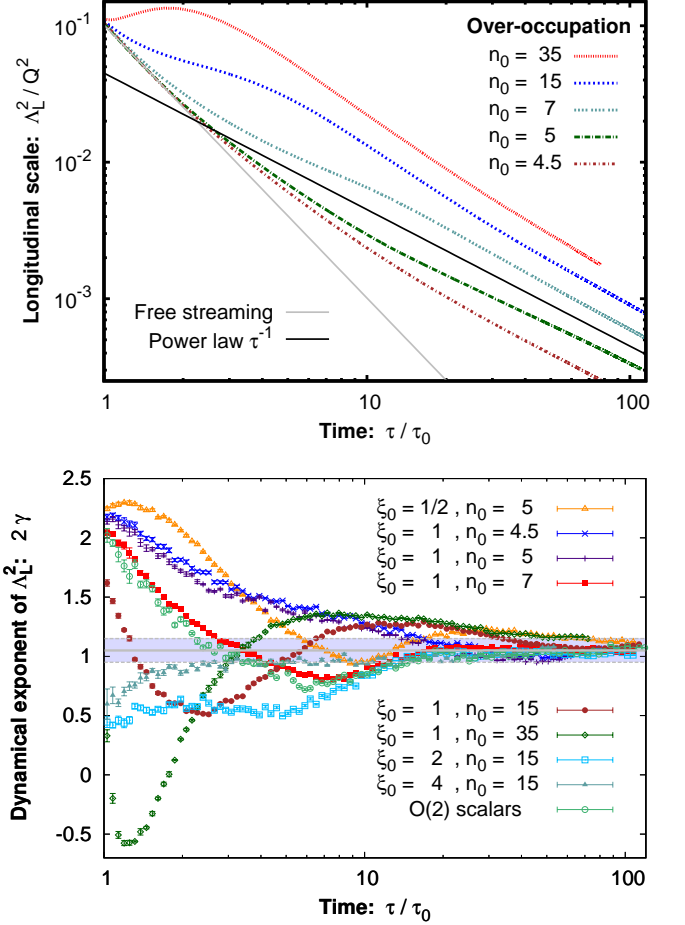 Over-occupation
n0 = 35
n0 = 15
n0 = 7
n0 = 5
n0 = 4.5
Longitudinal scale: Λ_L^2 / Q^2
10^-1
10^-2
10^-3
Free streaming
Power law τ^-1
1
10
100
Time: τ / τ0
Dynamical exponent of Λ_L^2: 2 γ
2.5
2
1.5
1
0.5
0
-0.5
ξ0 = 1/2 , n0 = 5
ξ0 = 1 , n0 = 4.5
ξ0 = 1 , n0 = 5
ξ0 = 1 , n0 = 7
ξ0 = 1 , n0 = 15
ξ0 = 1 , n0 = 35
ξ0 = 2 , n0 = 15
ξ0 = 4 , n0 = 15
O(2) scalars
1
10
100
Time: τ / τ0